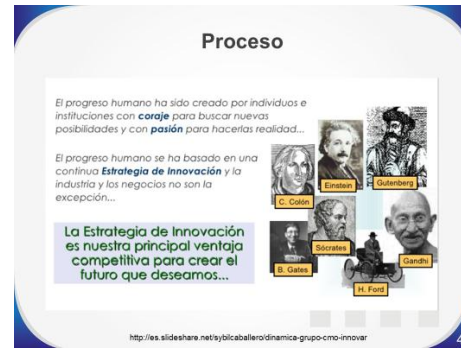 Proceso
El progreso humano ha sido creado por individuos e
instituciones con coraje para buscar nuevas
posibilidades y con pasión para hacerlas realidad...
El progreso humano se ha basado en una
continua Estrategia de Innovación y la
industria y los negocios no son la
excepción...
La Estrategia de Innovación
es nuestra principal ventaja
competitiva para crear el
futuro que deseamos...
C. Colón
Einstein
Gutenberg
B. Gates
Sócrates
H. Ford
Gandhi
http://es.slideshare.net/sybilcaballero/dinamica-grupo-cmo-innovar
4